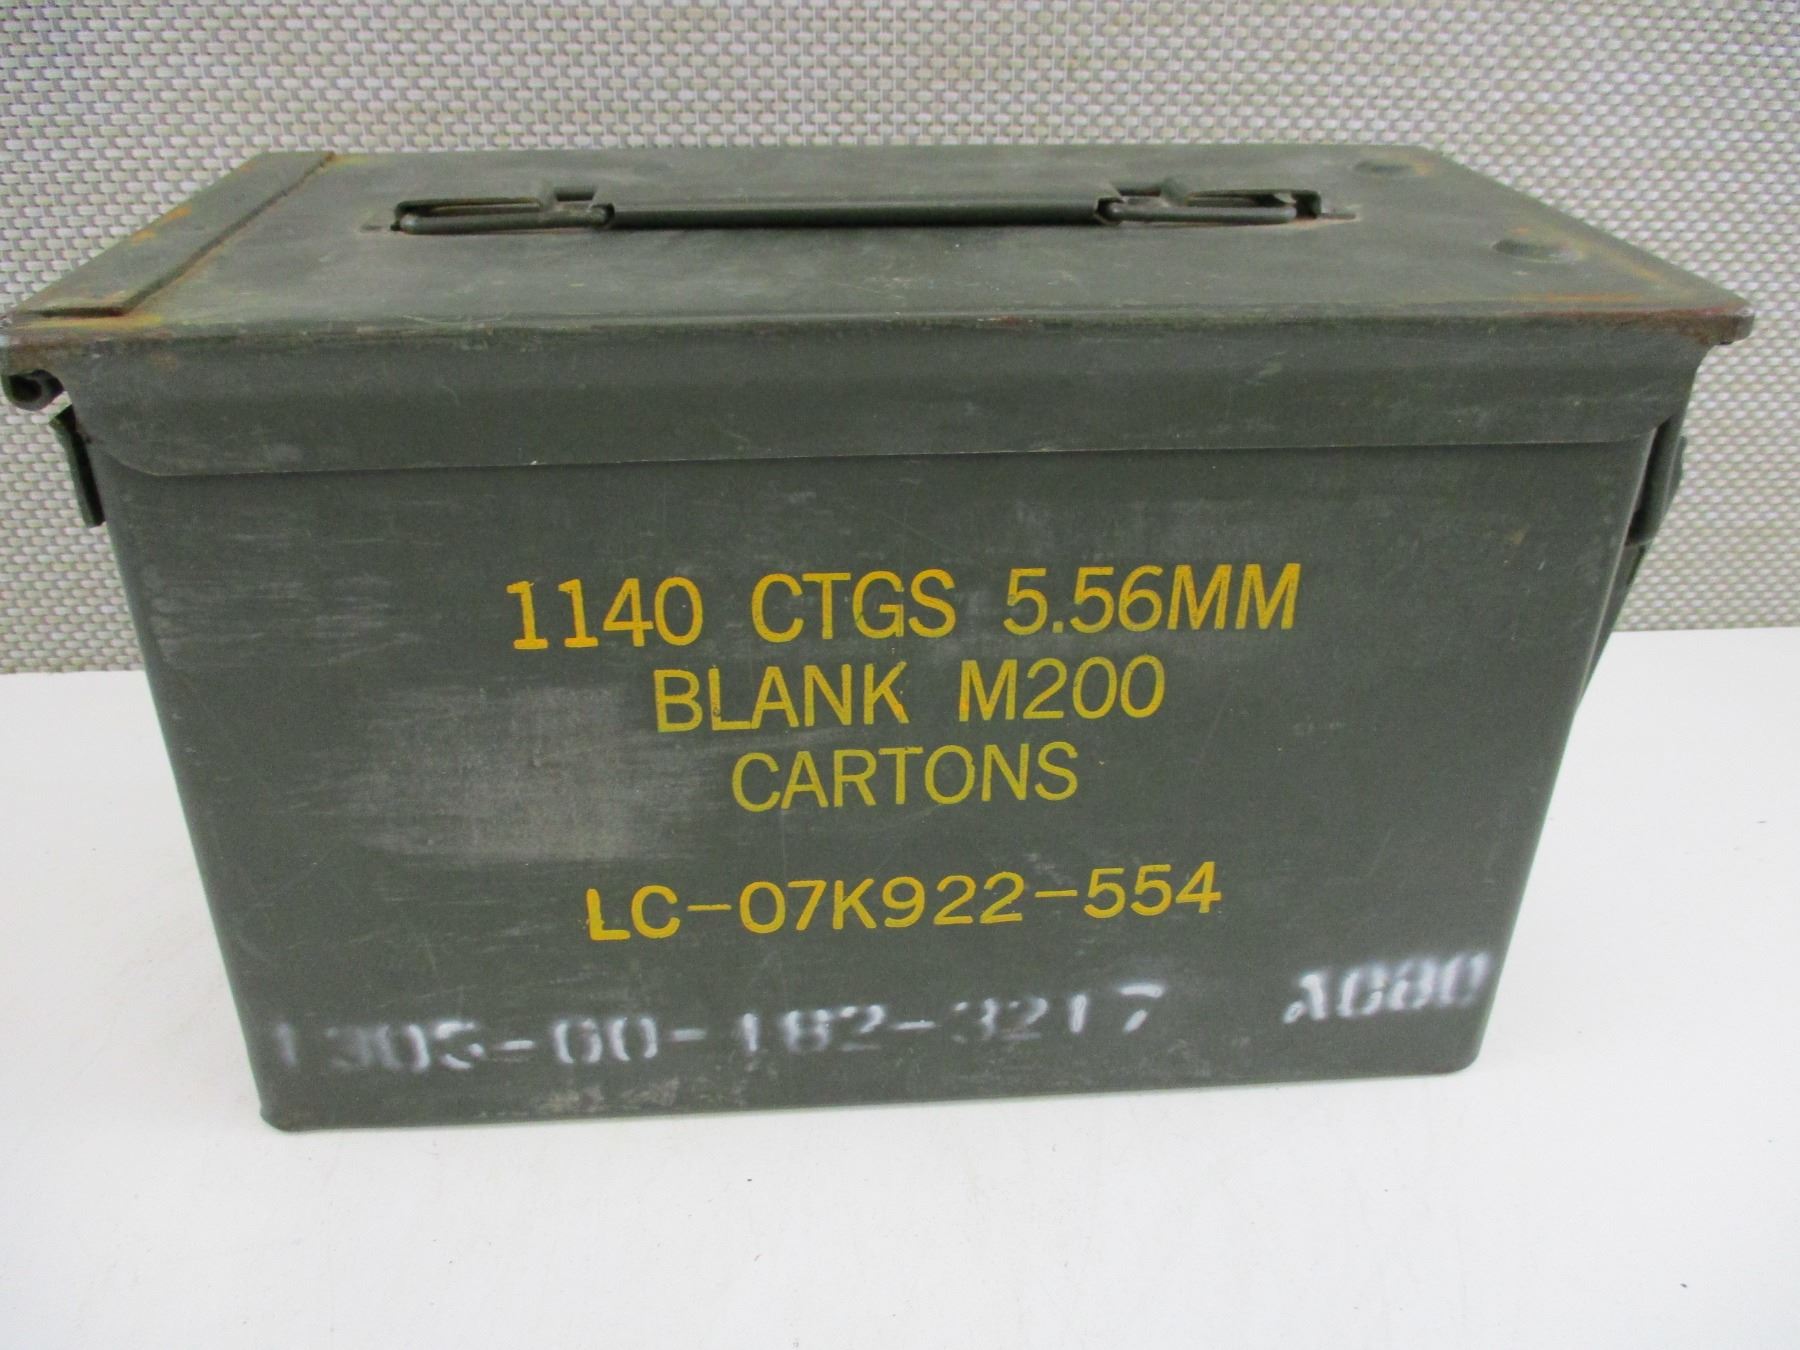 1140 CTGS 5.56MM
BLANK M200
CARTONS
LC-07K922-554
1305-00-182-3217 A080